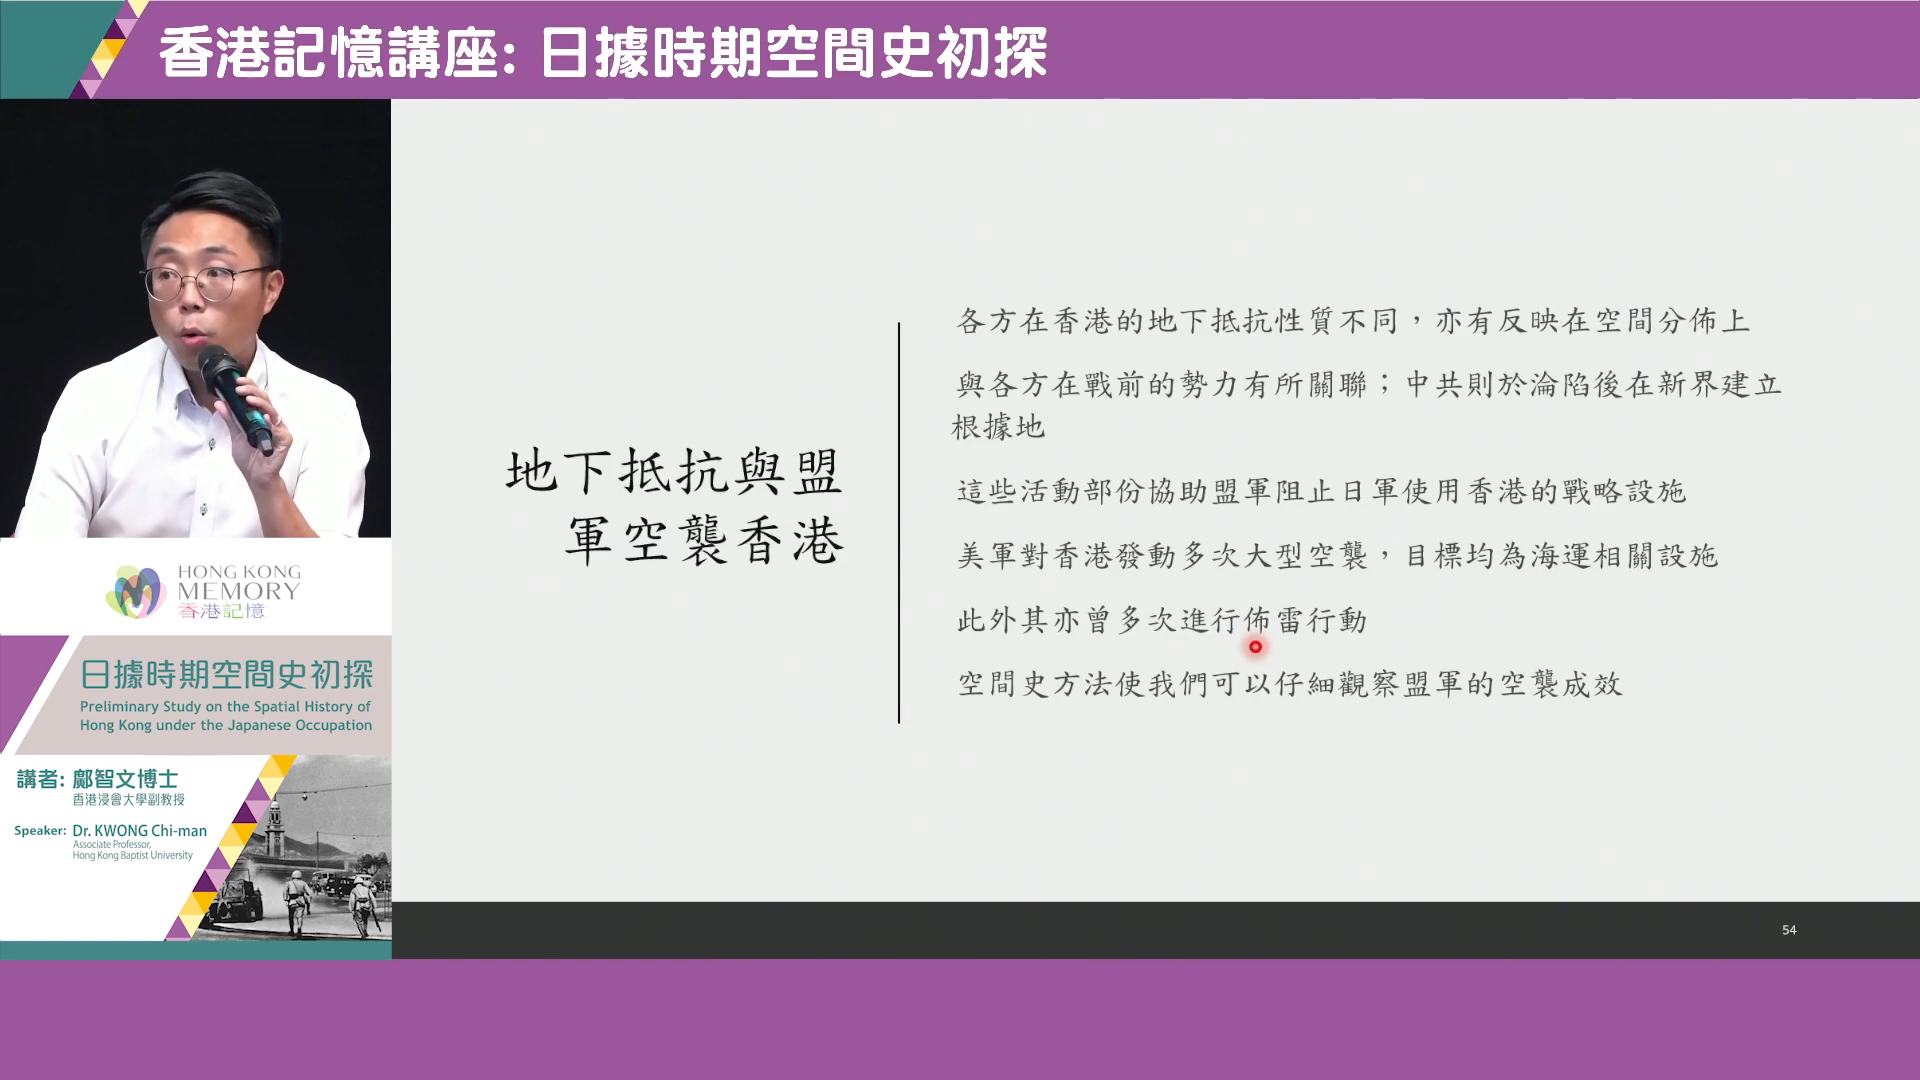 香港記憶講座: 日據時期空間史初探
HONG KONG
MEMORY
香港記憶
日據時期空間史初探
Preliminary Study on the Spatial History of
Hong Kong under the Japanese Occupation
講者: 鄺智文博士
香港浸會大學副教授
Speaker: Dr. KWONG Chi-man
Associate Professor,
Hong Kong Baptist University
地下抵抗與盟
軍空襲香港
各方在香港的地下抵抗性質不同，亦有反映在空間分佈上
與各方在戰前的勢力有所關聯；中共則於淪陷後在新界建立
根據地
這些活動部份協助盟軍阻止日軍使用香港的戰略設施
美軍對香港發動多次大型空襲，目標均為海運相關設施
此外其亦曾多次進行佈雷行動
空間史方法使我們可以仔細觀察盟軍的空襲成效
54